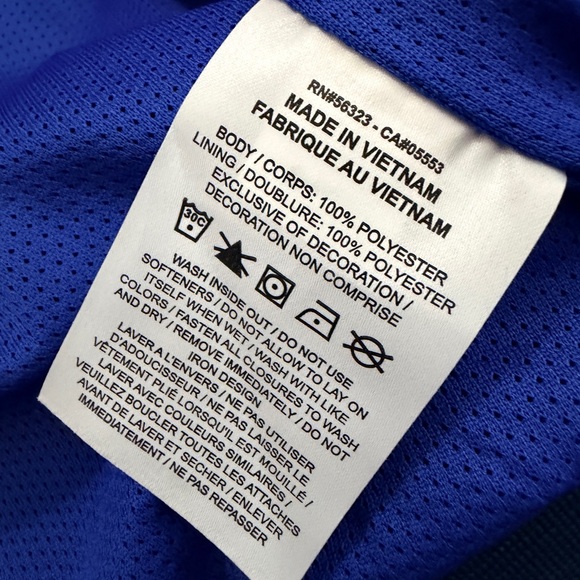 RN#56323 - CA#05553
MADE IN VIETNAM
FABRIQUE AU VIETNAM
BODY / CORPS: 100% POLYESTER
LINING / DOUBLURE: 100% POLYESTER
EXCLUSIVE OF DECORATION /
DECORATION NON COMPRISE
30C
WASH INSIDE OUT / DO NOT USE
SOFTENERS / DO NOT ALLOW TO LAY ON
ITSELF WHEN WET / WASH WITH LIKE
COLORS / FASTEN ALL CLOSURES TO WASH
AND DRY / REMOVE IMMEDIATELY / DO NOT
IRON DESIGN
LAVER A L'ENVERS / NE PAS UTILISER
D'ADOUCISSEUR / NE PAS LAISSER LE
VÊTEMENT PLIÉ LORSQU'IL EST MOUILLÉ /
LAVER AVEC COULEURS SIMILAIRES /
VEUILLEZ BOUCLER TOUTES LES ATTACHES
AVANT DE LAVER ET SECHER / ENLEVER
IMMÉDIATEMENT / NE PAS REPASSER